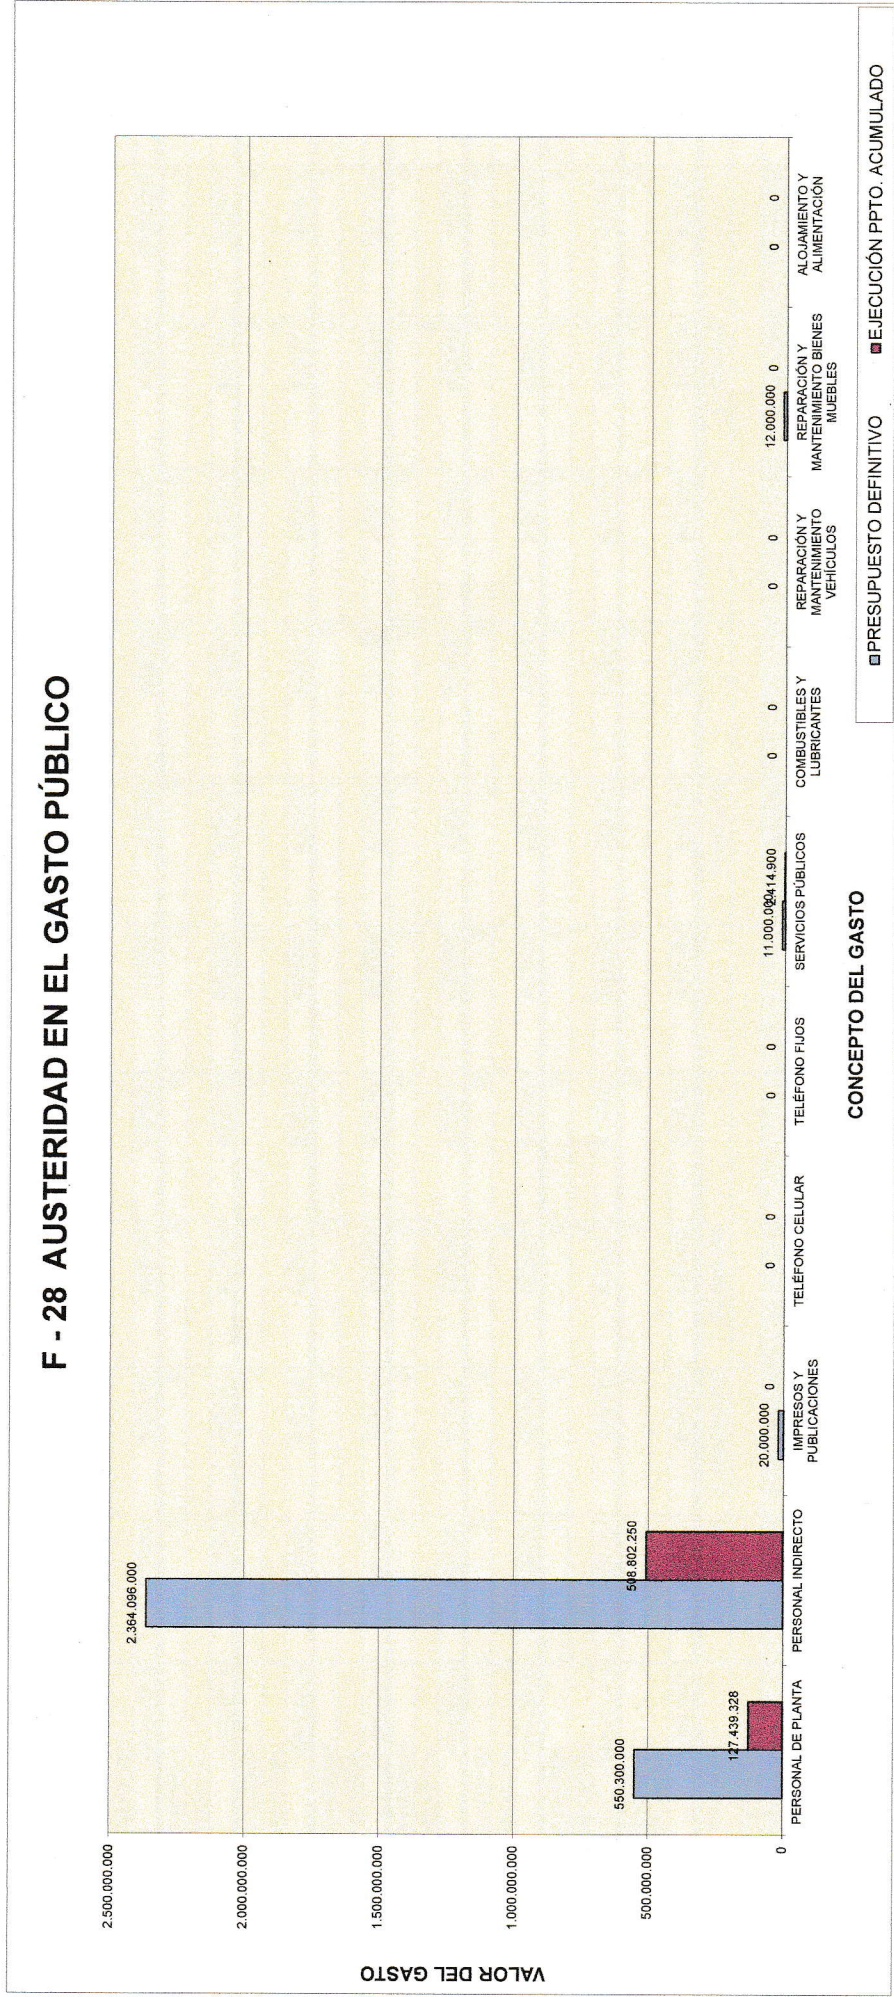 F - 28 AUSTERIDAD EN EL GASTO PÚBLICO
VALOR DEL GASTO
2.500.000.000
2.000.000.000
1.500.000.000
1.000.000.000
500.000.000
0
550.300.000
127.439.328
2.364.096.000
508.802.250
20.000.000
0
0
0
0
0
11.000.000
2.414.900
0
0
0
0
12.000.000
0
0
0
PERSONAL DE PLANTA
PERSONAL INDIRECTO
IMPRESOS Y
PUBLICACIONES
TELÉFONO CELULAR
TELÉFONO FIJOS
SERVICIOS PÚBLICOS
COMBUSTIBLES Y
LUBRICANTES
REPARACIÓN Y
MANTENIMIENTO
VEHÍCULOS
REPARACIÓN Y
MANTENIMIENTO BIENES
MUEBLES
ALOJAMIENTO Y
ALIMENTACIÓN
CONCEPTO DEL GASTO
PRESUPUESTO DEFINITIVO
EJECUCIÓN PPTO. ACUMULADO